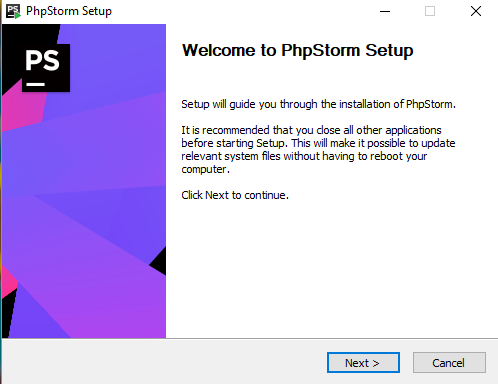 PhpStorm Setup
PS
Welcome to PhpStorm Setup
Setup will guide you through the installation of PhpStorm.
It is recommended that you close all other applications
before starting Setup. This will make it possible to update
relevant system files without having to reboot your
computer.
Click Next to continue.
Next >
Cancel